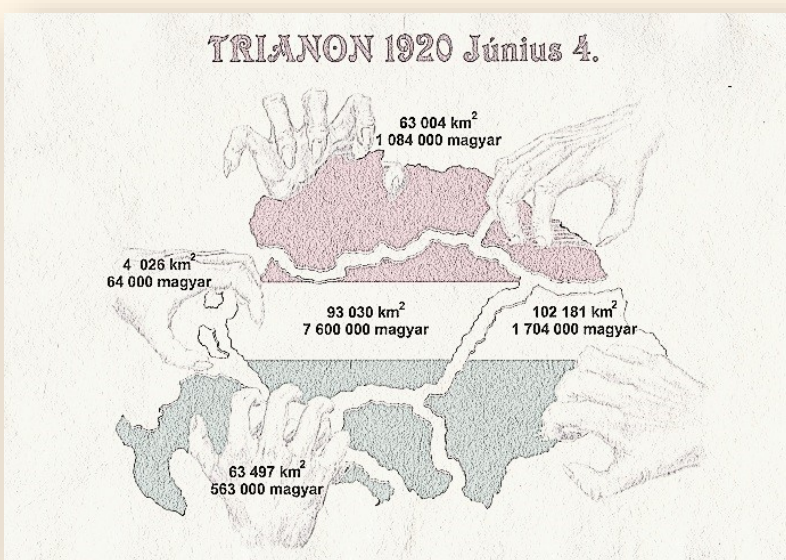 TRIANON 1920 Június 4.
63 004 km²
1 084 000 magyar
4 026 km²
64 000 magyar
93 030 km²
7 600 000 magyar
102 181 km²
1 704 000 magyar
63 497 km²
563 000 magyar